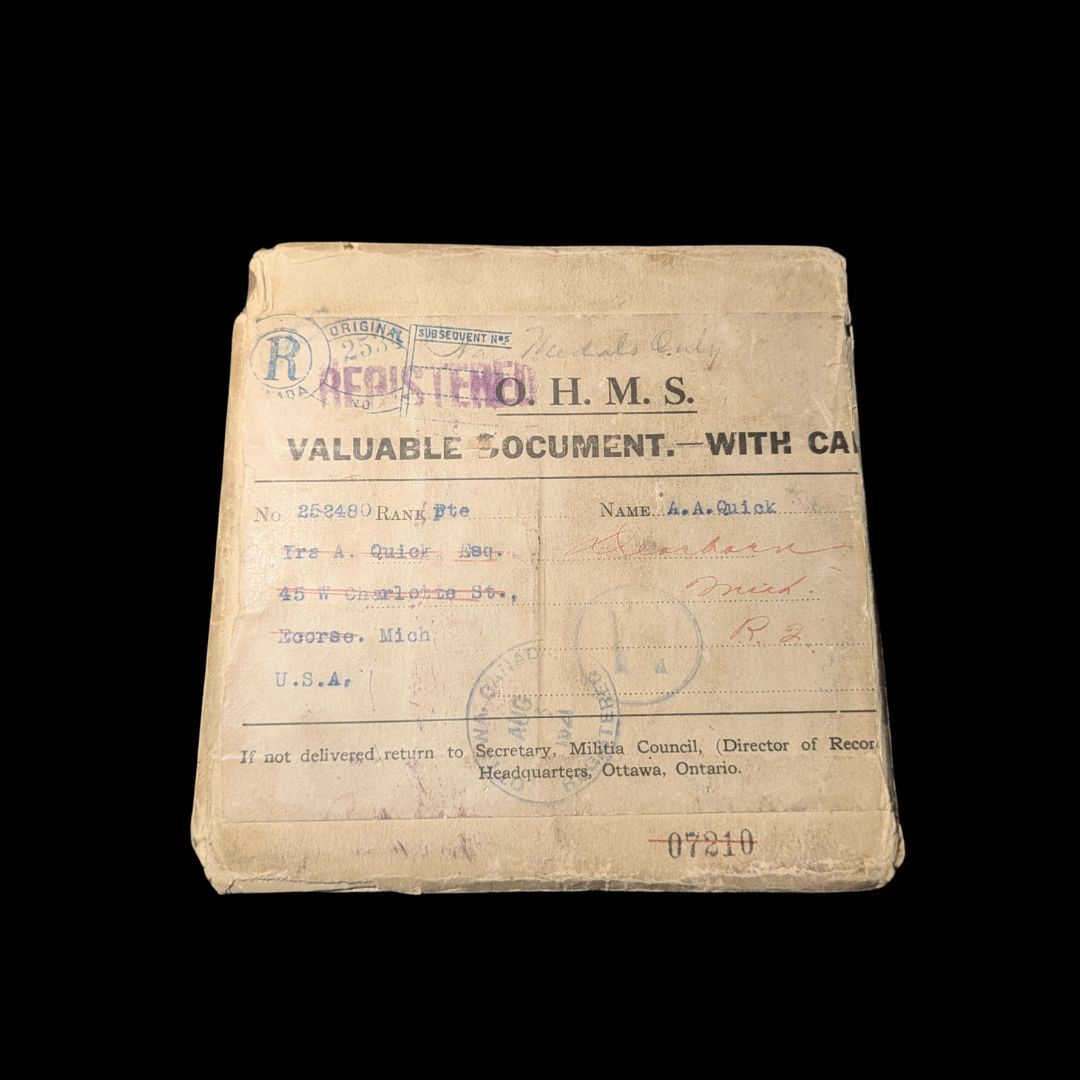 ORIGINAL
SUBSEQUENT Nos
R
REGISTERED
Medals Only
O. H. M. S.
VALUABLE DOCUMENT.—WITH CA
No 252480 RANK Pte NAME A.A.Quick
Ira A. Quick Esq. Dearborn
45 W Charlotte St., Mich.
Ecorse. Mich R. 2.
U.S.A.
AUG
If not delivered return to Secretary, Militia Council, (Director of Recor
Headquarters, Ottawa, Ontario.
07210